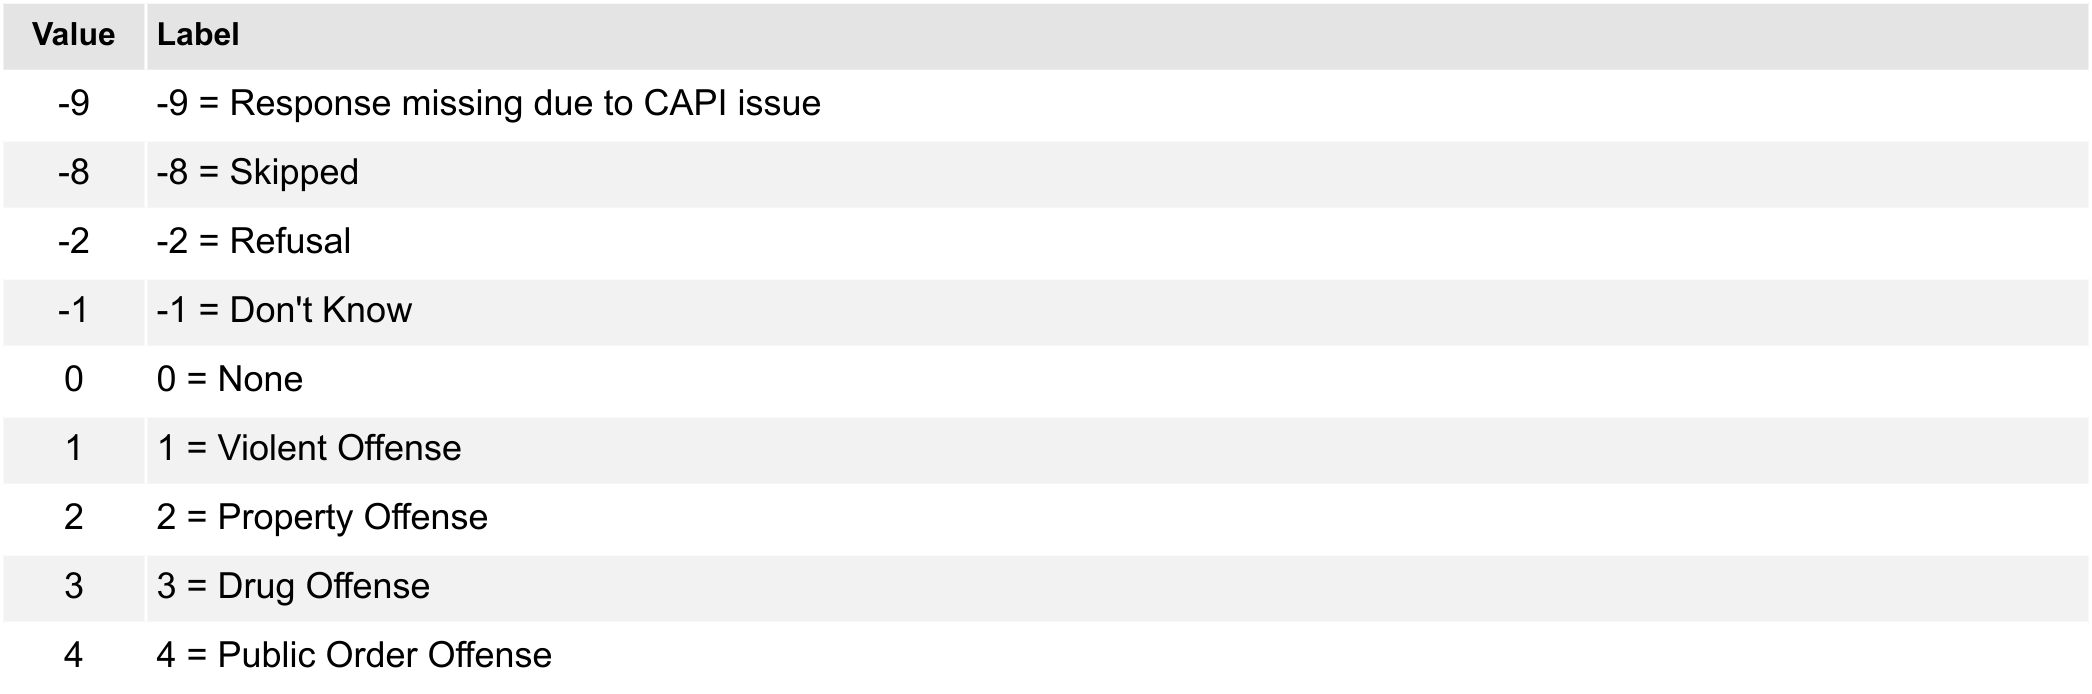 Value Label
-9 -9 = Response missing due to CAPI issue
-8 -8 = Skipped
-2 -2 = Refusal
-1 -1 = Don't Know
0 0 = None
1 1 = Violent Offense
2 2 = Property Offense
3 3 = Drug Offense
4 4 = Public Order Offense